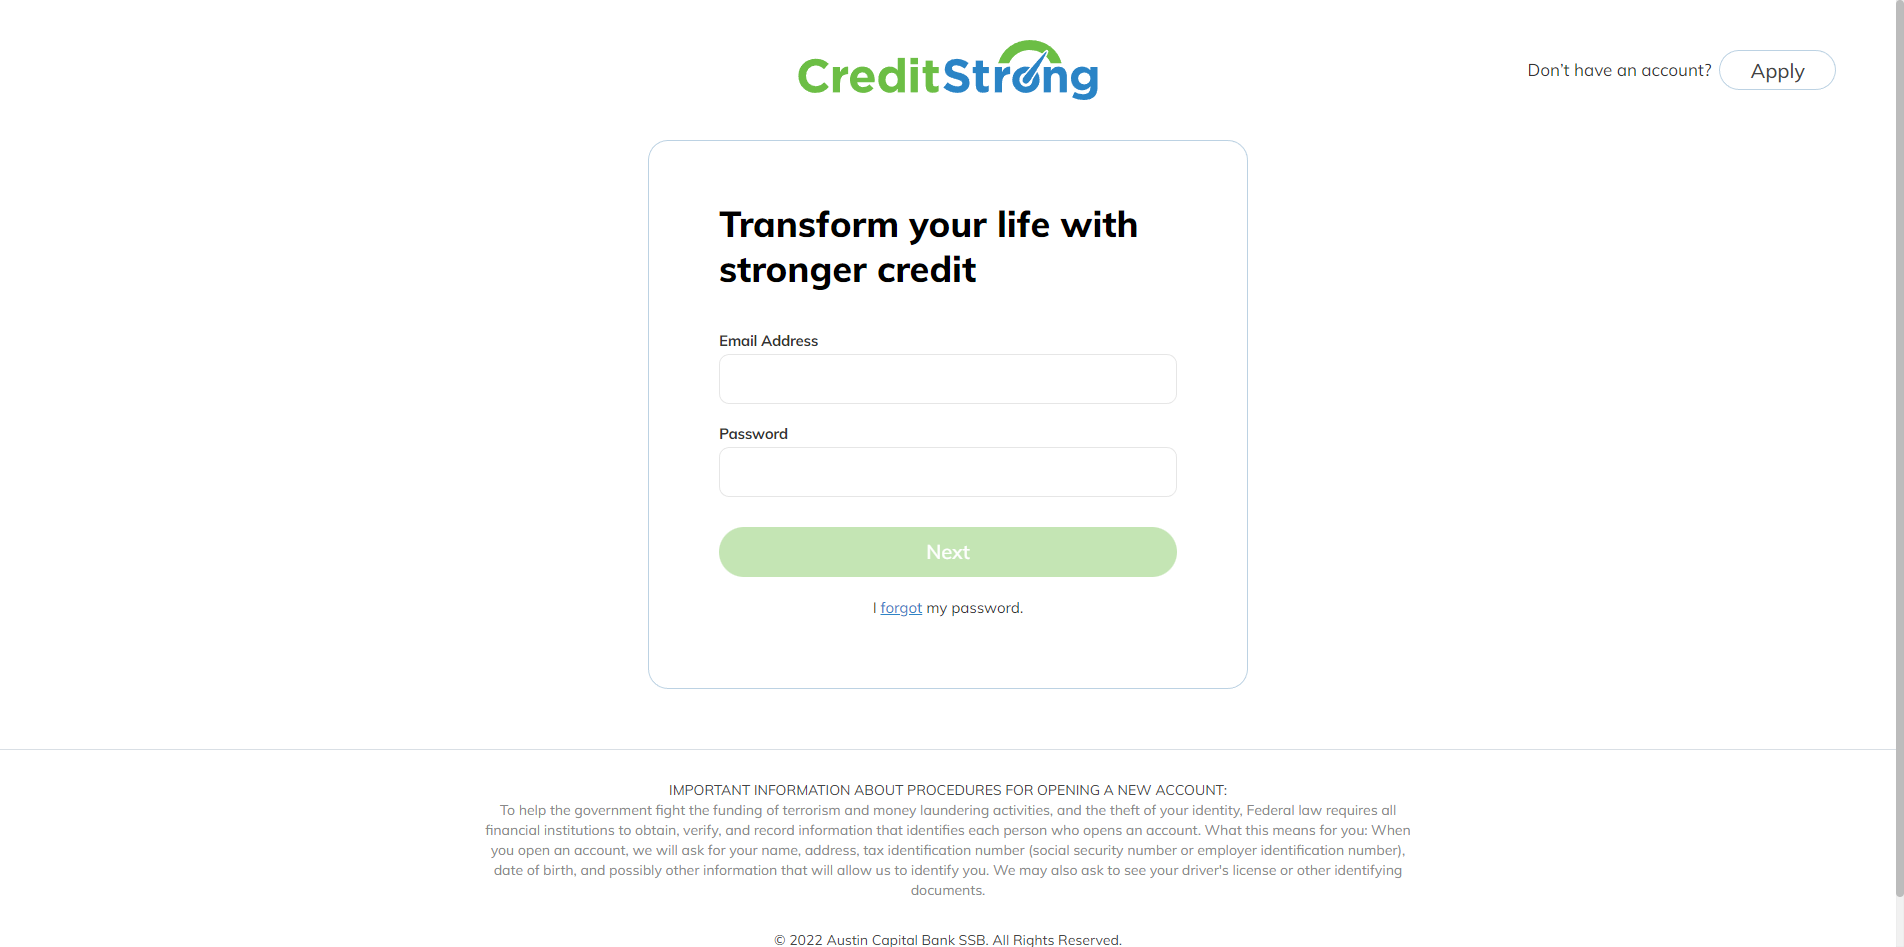 CreditStrong
Don't have an account?
Apply
Transform your life with
stronger credit
Email Address
Password
Next
I forgot my password.
IMPORTANT INFORMATION ABOUT PROCEDURES FOR OPENING A NEW ACCOUNT:
To help the government fight the funding of terrorism and money laundering activities, and the theft of your identity, Federal law requires all
financial institutions to obtain, verify, and record information that identifies each person who opens an account. What this means for you: When
you open an account, we will ask for your name, address, tax identification number (social security number or employer identification number),
date of birth, and possibly other information that will allow us to identify you. We may also ask to see your driver's license or other identifying
documents.
© 2022 Austin Capital Bank SSB. All Rights Reserved.